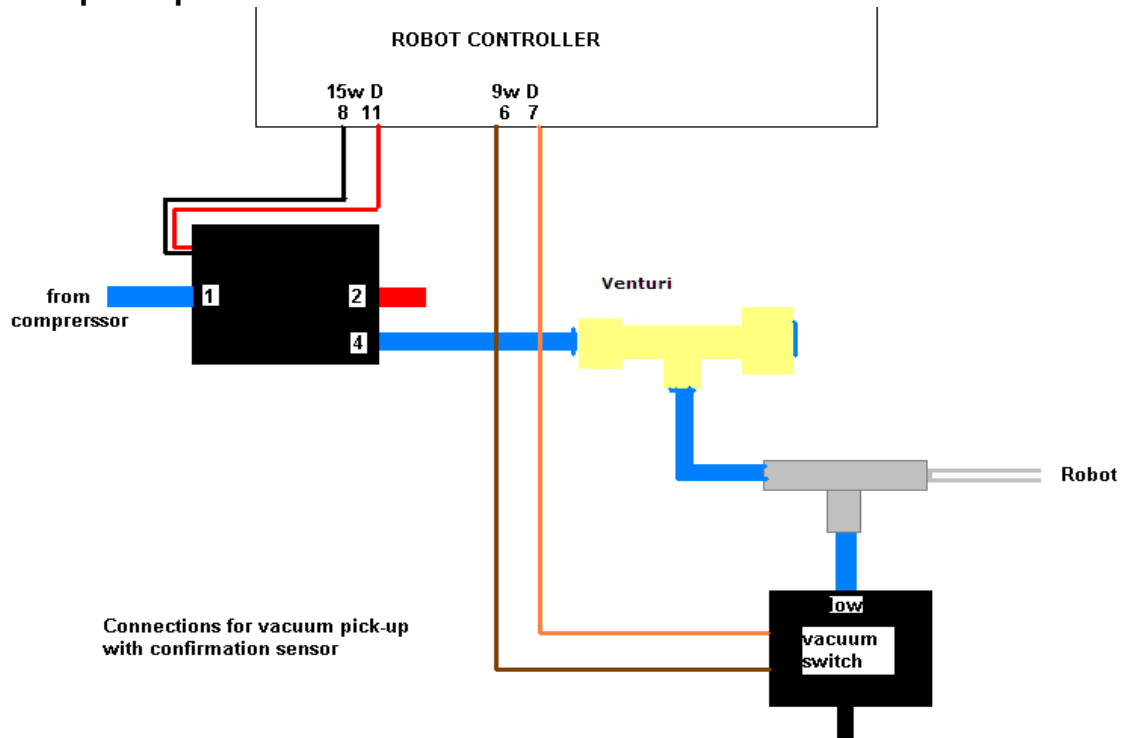 ROBOT CONTROLLER
15w D
8 11
9w D
6 7
from
comprerssor
1
2
4
Venturi
Robot
low
vacuum
switch
Connections for vacuum pick-up
with confirmation sensor